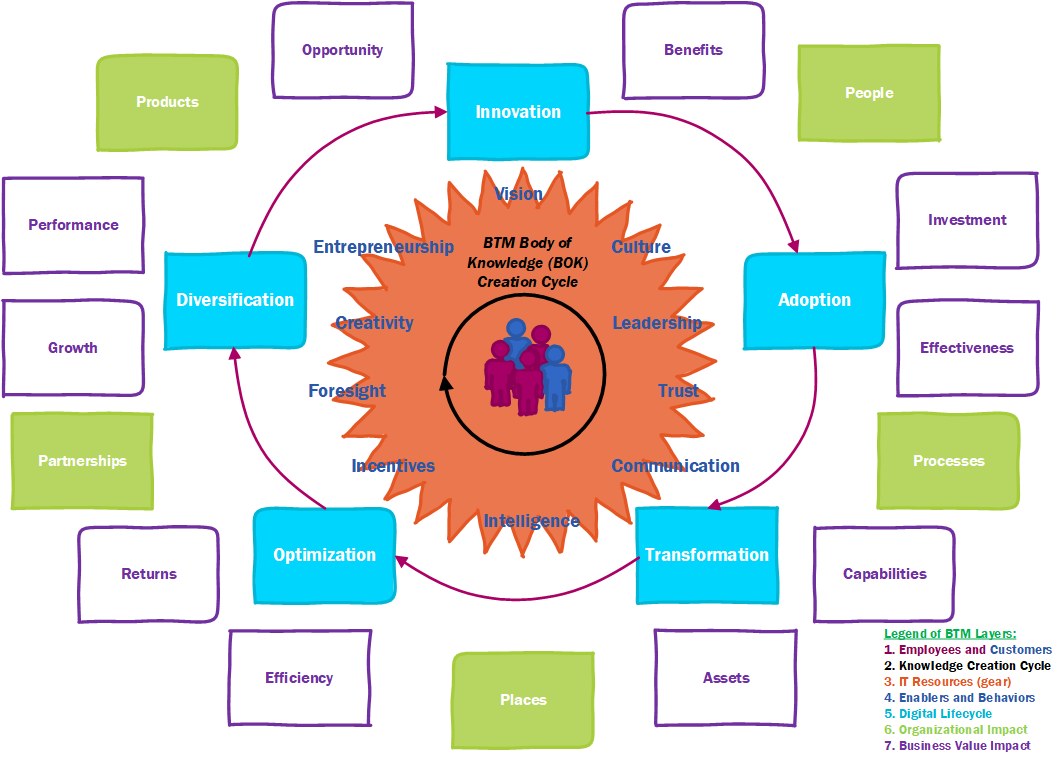 Opportunity
Benefits
Products
Innovation
People
Vision
Performance
Entrepreneurship
BTM Body of
Knowledge (BOK)
Creation Cycle
Culture
Investment
Diversification
Adoption
Growth
Creativity
Leadership
Effectiveness
Foresight
Trust
Partnerships
Incentives
Communication
Processes
Intelligence
Returns
Optimization
Transformation
Capabilities
Efficiency
Places
Assets
Legend of BTM Layers:
1. Employees and Customers
2. Knowledge Creation Cycle
3. IT Resources (gear)
4. Enablers and Behaviors
5. Digital Lifecycle
6. Organizational Impact
7. Business Value Impact